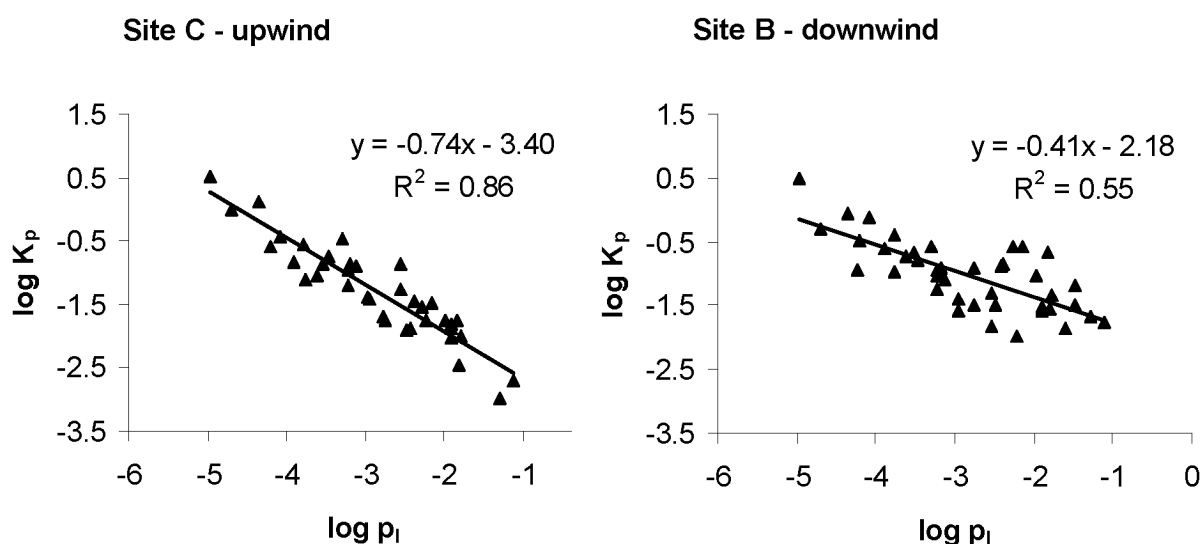 Site C - upwind
1.5
y = -0.74x - 3.40
R² = 0.86
0.5
-0.5
log Kp
-1.5
-2.5
-3.5
-6 -5 -4 -3 -2 -1
log pl
Site B - downwind
1.5
y = -0.41x - 2.18
R² = 0.55
0.5
-0.5
log Kp
-1.5
-2.5
-3.5
-6 -5 -4 -3 -2 -1 0
log pl